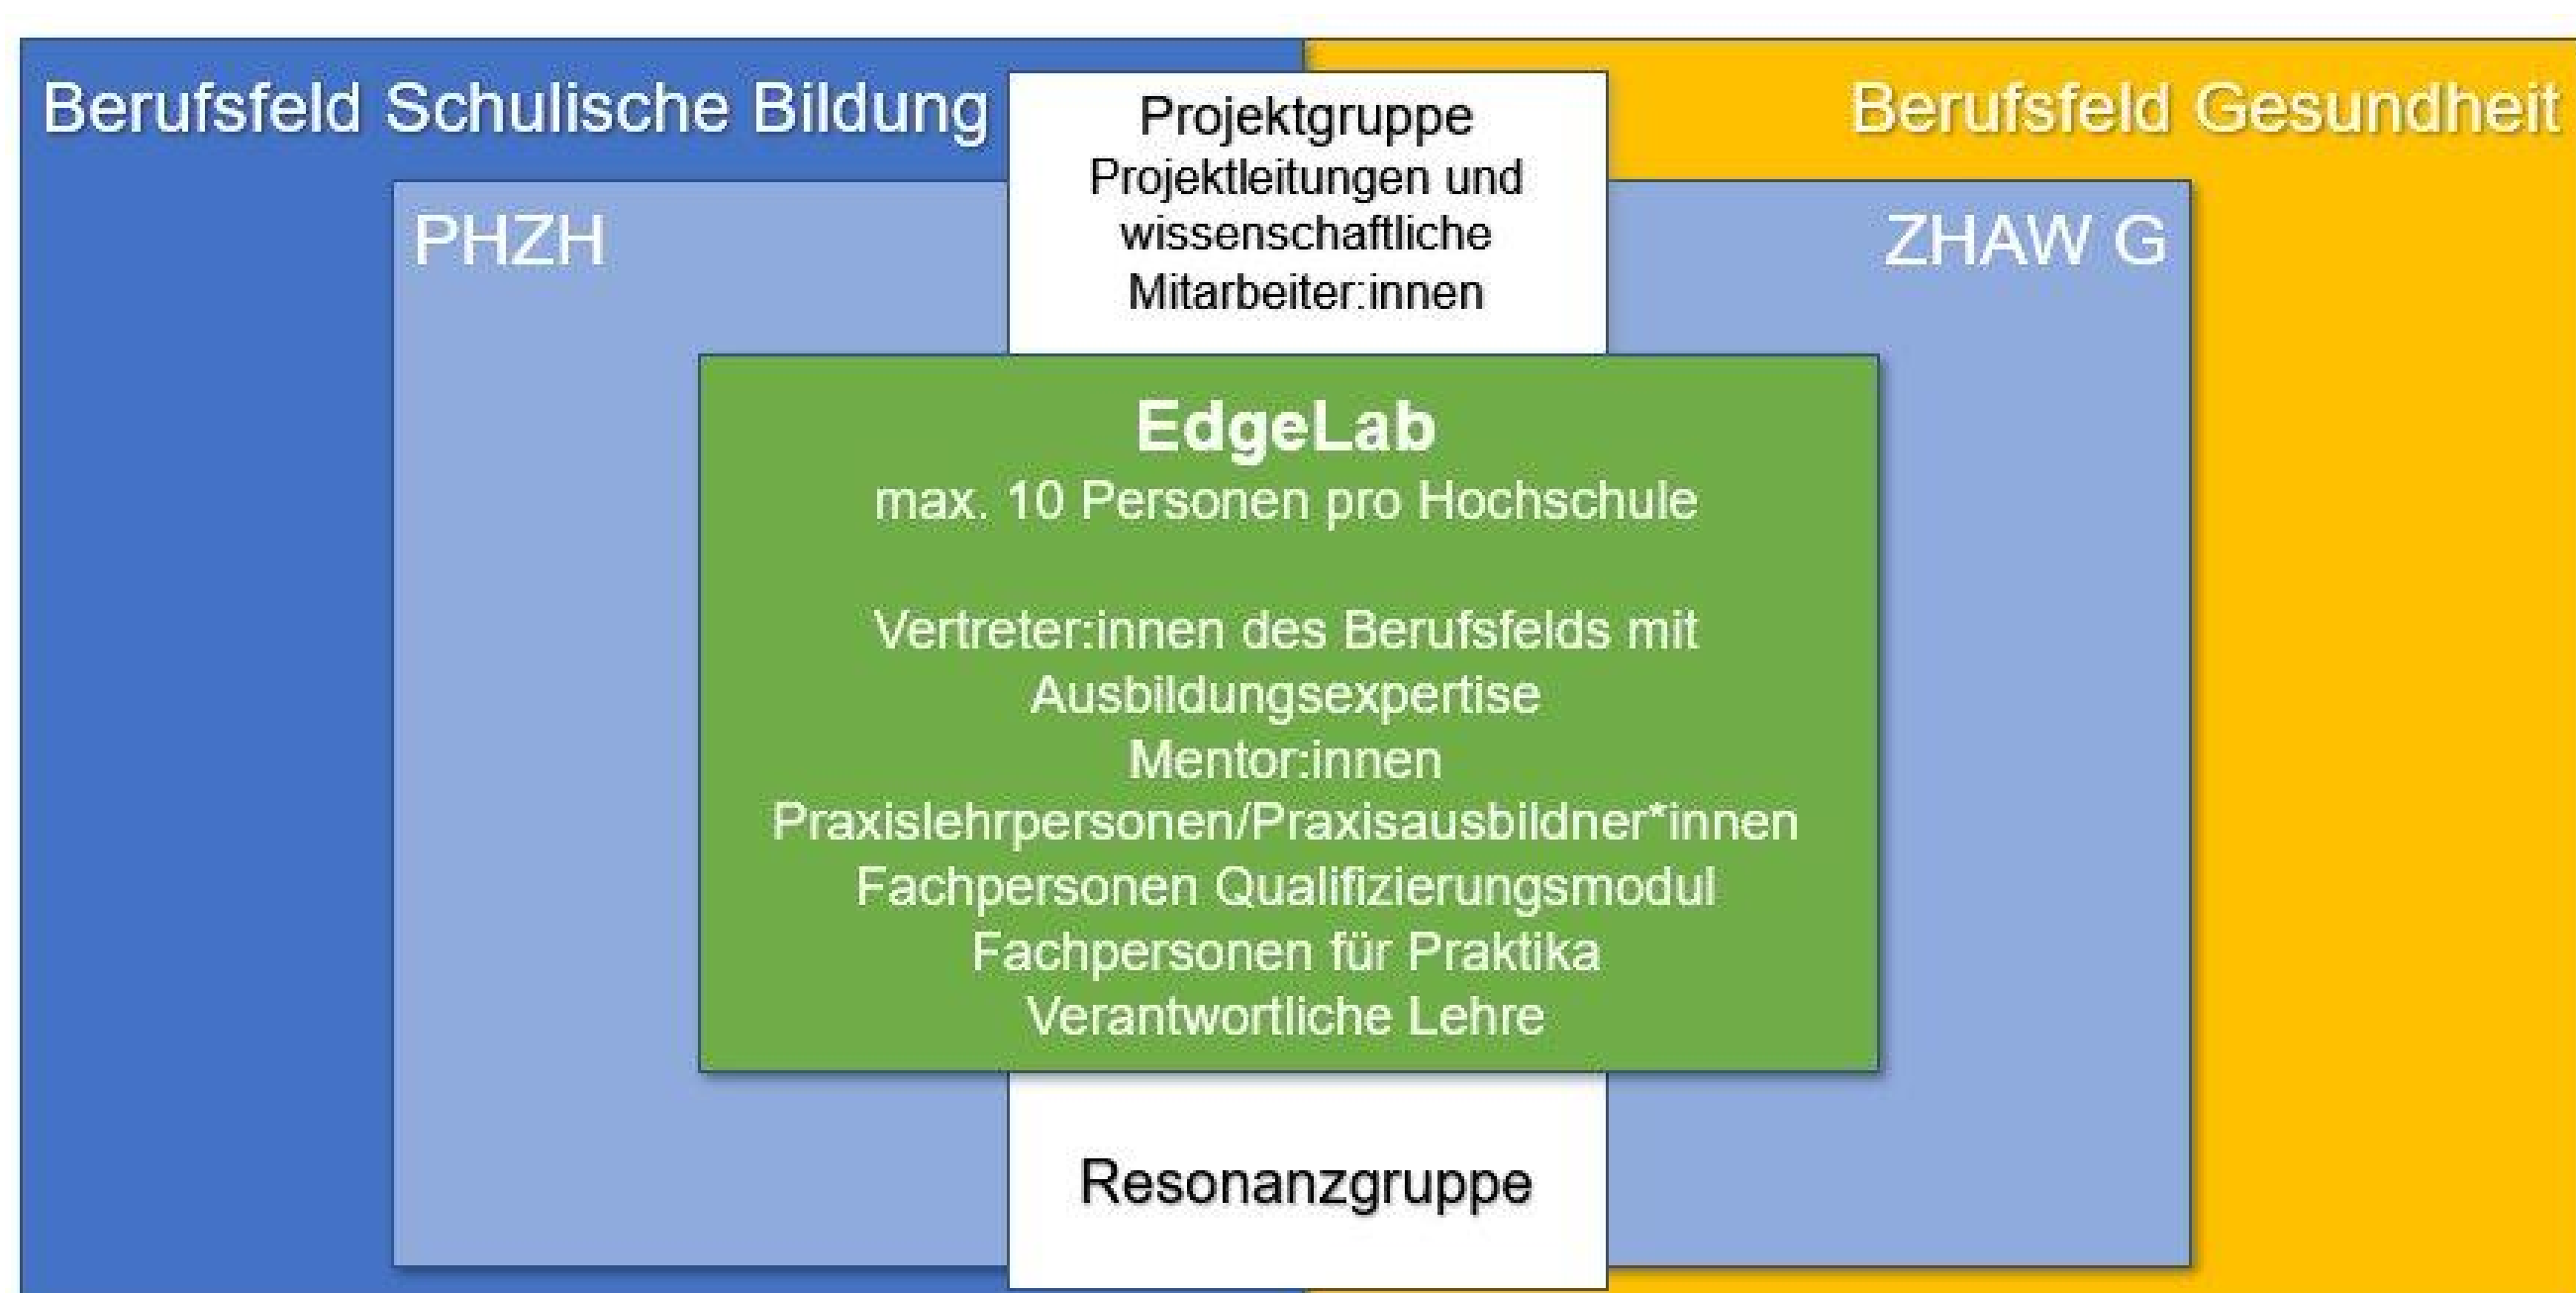 Berufsfeld Schulische Bildung
Berufsfeld Gesundheit
Projektgruppe
Projektleitungen und
wissenschaftliche
Mitarbeiter:innen
PHZH
ZHAW G
EdgeLab
max. 10 Personen pro Hochschule
Vertreter:innen des Berufsfelds mit
Ausbildungsexpertise
Mentor:innen
Praxislehrpersonen/Praxisausbildner*innen
Fachpersonen Qualifizierungsmodul
Fachpersonen für Praktika
Verantwortliche Lehre
Resonanzgruppe